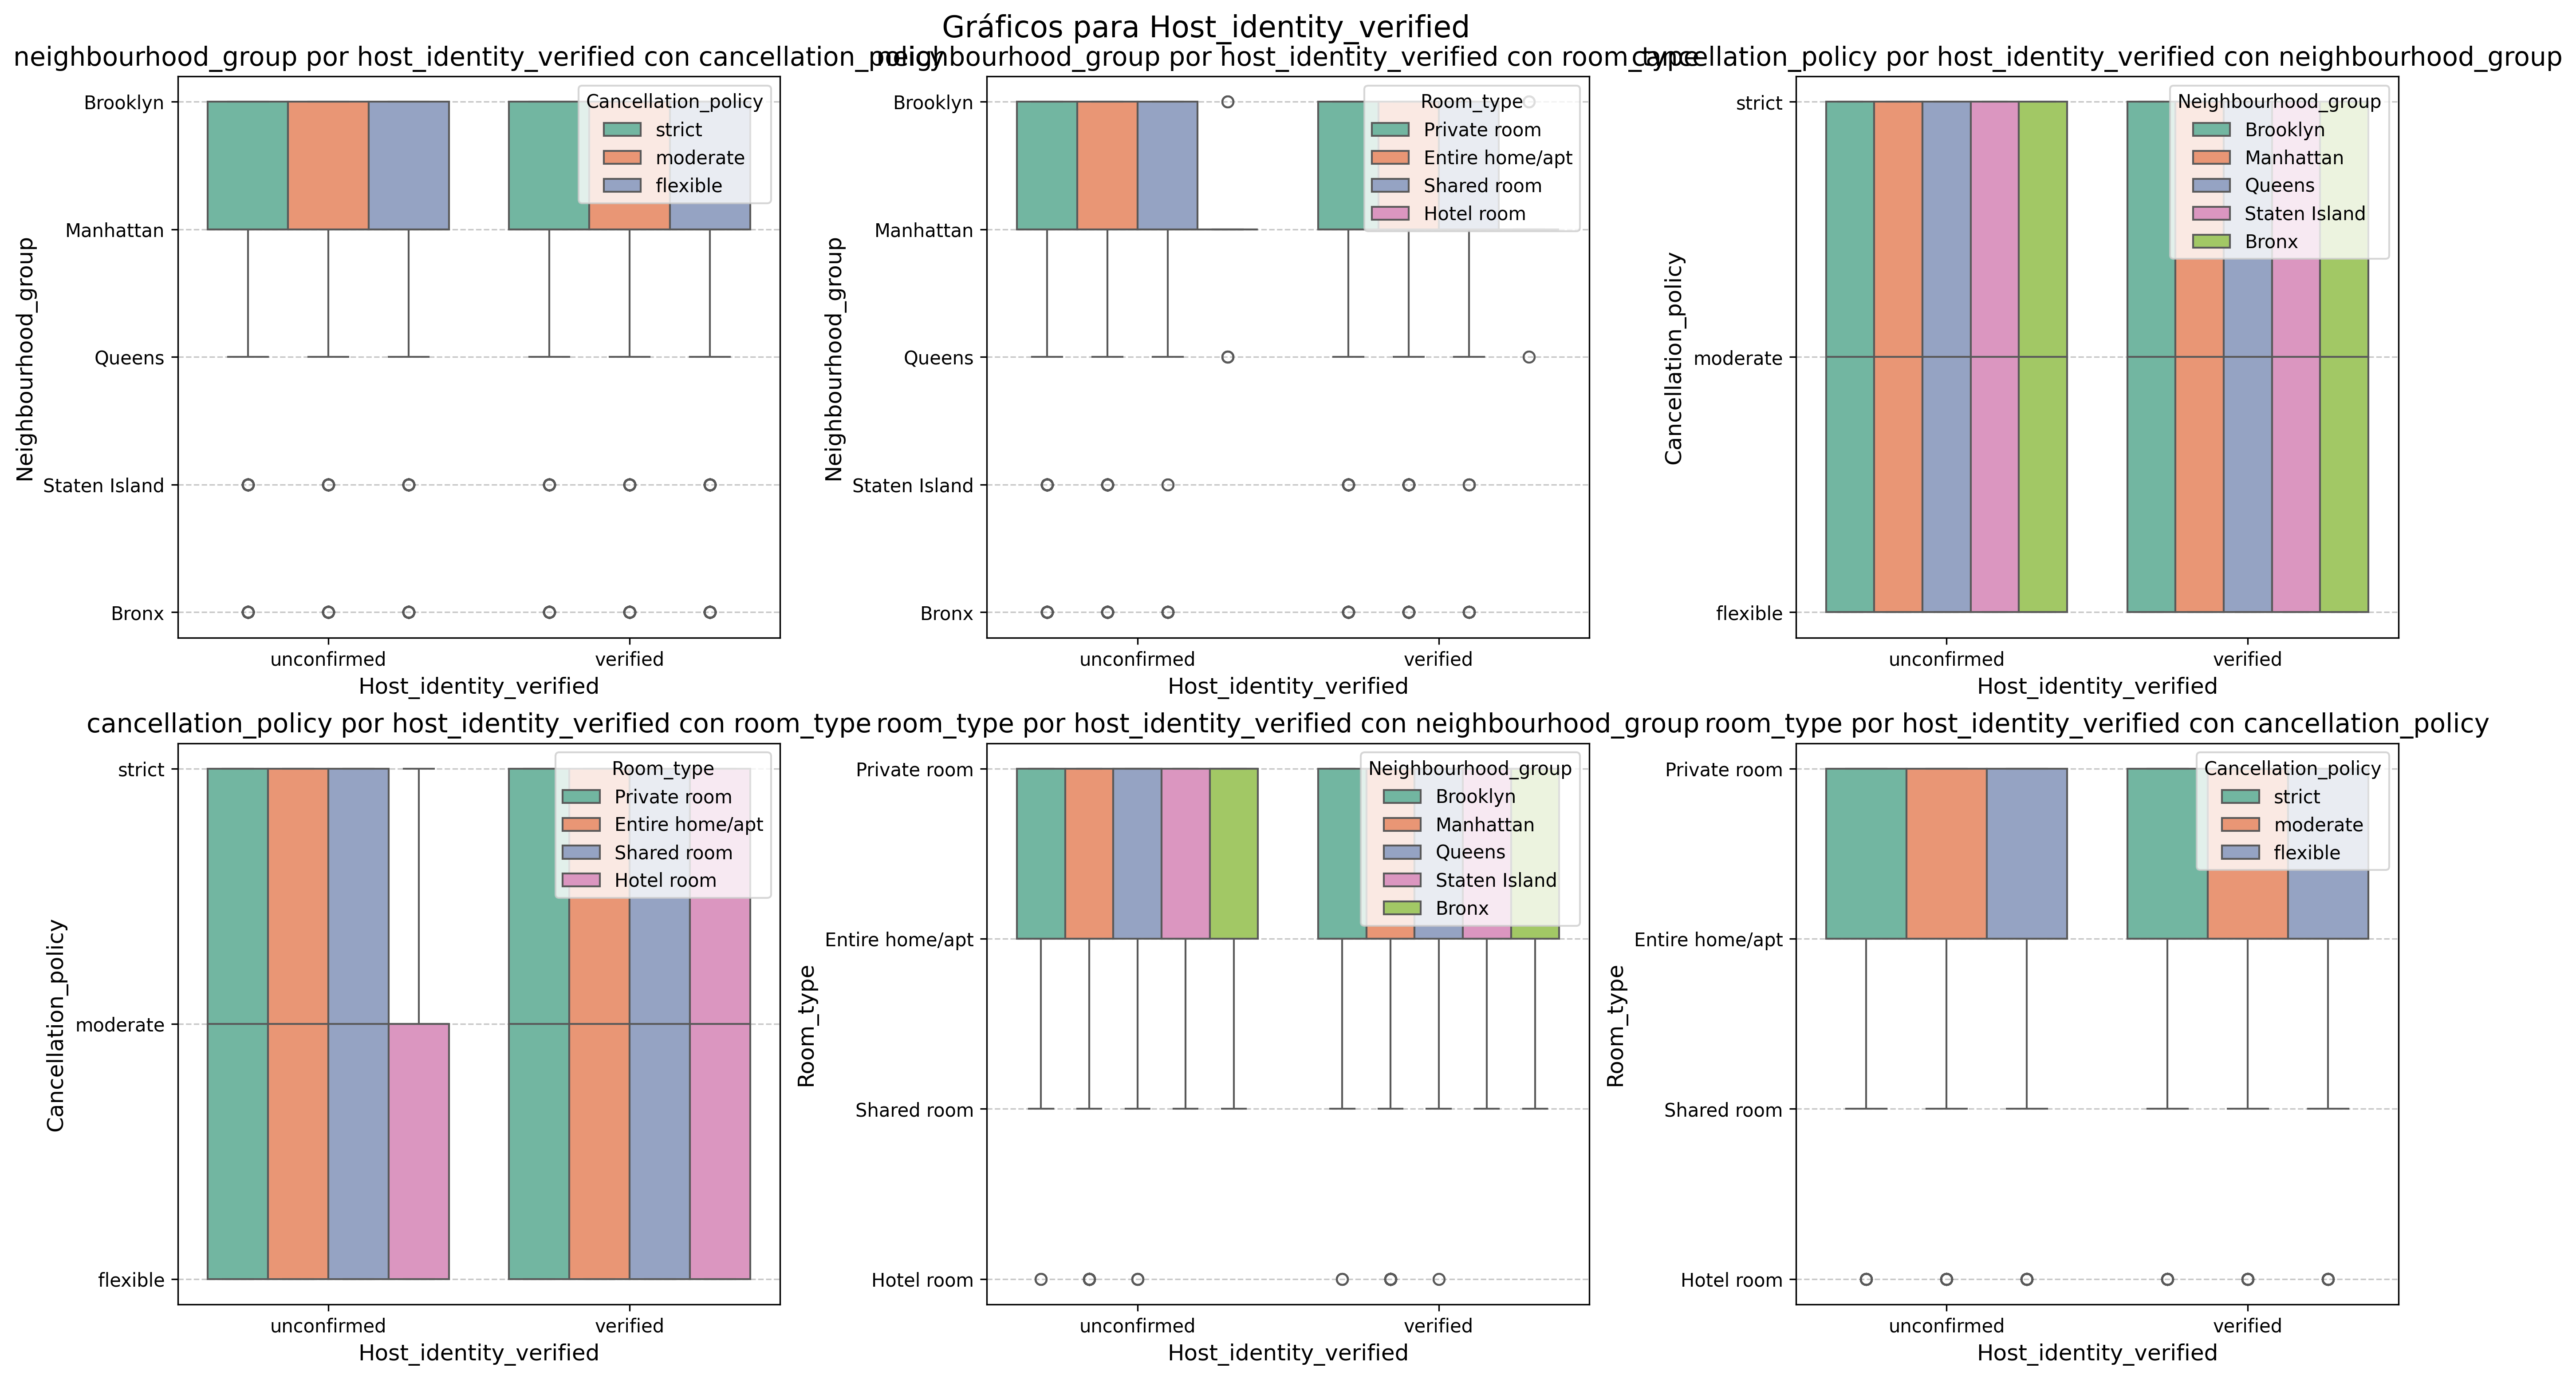 Gráficos para Host_identity_verified
neighbourhood_group por host_identity_verified con cancellation_policy
Brooklyn
Manhattan
Queens
Staten Island
Bronx
Neighbourhood_group
Cancellation_policy
strict
moderate
flexible
unconfirmed
verified
Host_identity_verified
neighbourhood_group por host_identity_verified con room_type
Brooklyn
Manhattan
Queens
Staten Island
Bronx
Neighbourhood_group
Room_type
Private room
Entire home/apt
Shared room
Hotel room
unconfirmed
verified
Host_identity_verified
cancellation_policy por host_identity_verified con neighbourhood_group
strict
moderate
flexible
Cancellation_policy
Neighbourhood_group
Brooklyn
Manhattan
Queens
Staten Island
Bronx
unconfirmed
verified
Host_identity_verified
cancellation_policy por host_identity_verified con room_type
strict
moderate
flexible
Cancellation_policy
Room_type
Private room
Entire home/apt
Shared room
Hotel room
unconfirmed
verified
Host_identity_verified
room_type por host_identity_verified con neighbourhood_group
Private room
Entire home/apt
Shared room
Hotel room
Room_type
Neighbourhood_group
Brooklyn
Manhattan
Queens
Staten Island
Bronx
unconfirmed
verified
Host_identity_verified
room_type por host_identity_verified con cancellation_policy
Private room
Entire home/apt
Shared room
Hotel room
Room_type
Cancellation_policy
strict
moderate
flexible
unconfirmed
verified
Host_identity_verified